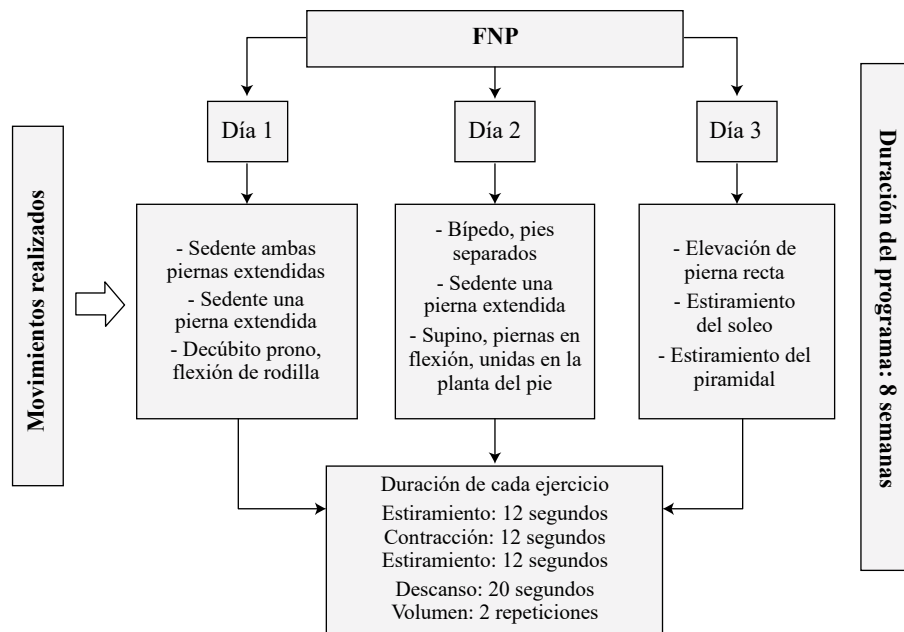 FNP
Día 1
Día 2
Día 3
Movimientos realizados
- Sedente ambas
piernas extendidas
- Sedente una
pierna extendida
- Decúbito prono,
flexión de rodilla
- Bípedo, pies
separados
- Sedente una
pierna extendida
- Supino, piernas en
flexión, unidas en la
planta del pie
- Elevación de
pierna recta
- Estiramiento
del soleo
- Estiramiento del
piramidal
Duración del
programa: 8 semanas
Duración de cada ejercicio
Estiramiento: 12 segundos
Contracción: 12 segundos
Estiramiento: 12 segundos
Descanso: 20 segundos
Volumen: 2 repeticiones